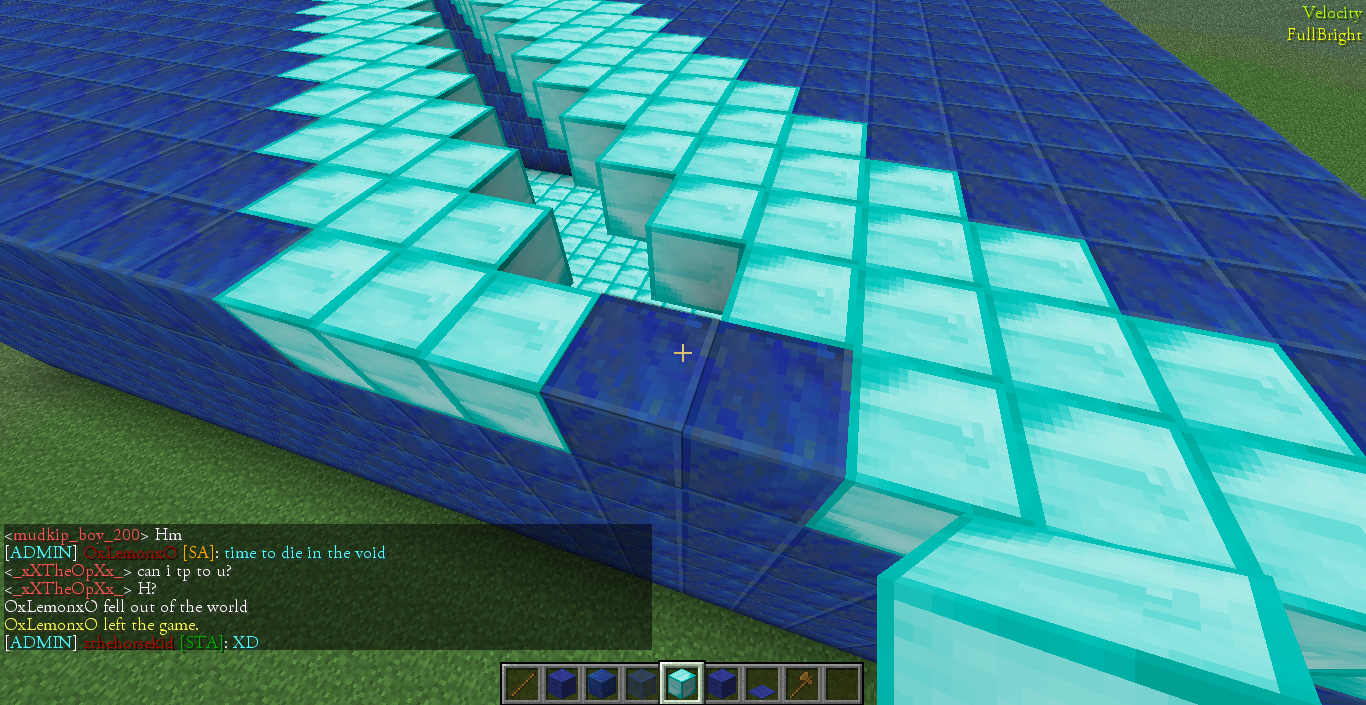 Velocity
FullBright
<mudkip_boy_200> Hm
[ADMIN] OxLemonxO [SA]: time to die in the void
<_xXTheOpXx_> can i tp to u?
<_xXTheOpXx_> H?
OxLemonxO fell out of the world
OxLemonxO left the game.
[ADMIN] [STA]: XD